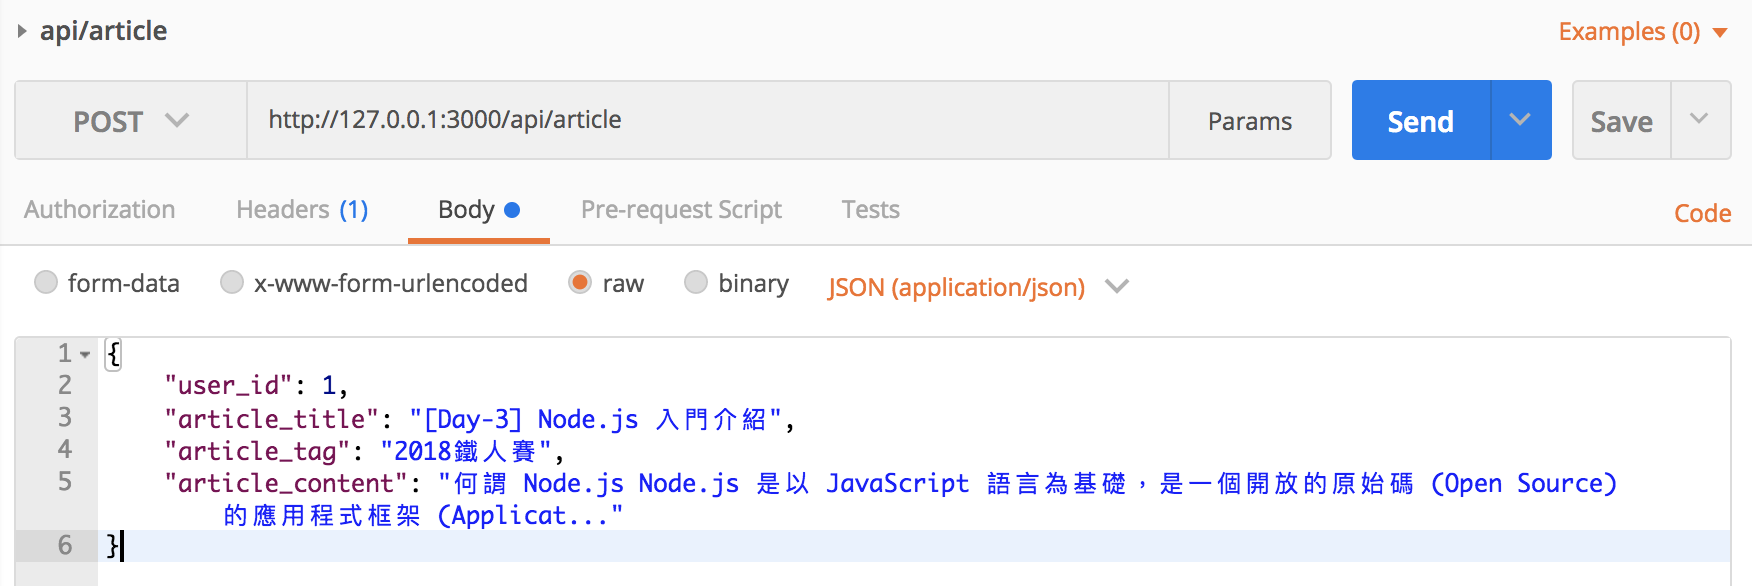 api/article
Examples (0)
POST
http://127.0.0.1:3000/api/article
Params
Send
Save
Authorization
Headers (1)
Body
Pre-request Script
Tests
Code
form-data
x-www-form-urlencoded
raw
binary
JSON (application/json)
1 {
2 "user_id": 1,
3 "article_title": "[Day-3] Node.js 入門介紹",
4 "article_tag": "2018鐵人賽",
5 "article_content": "何謂 Node.js Node.js 是以 JavaScript 語言為基礎，是一個開放的原始碼 (Open Source)
的應用程式框架 (Applicat..."
6 }